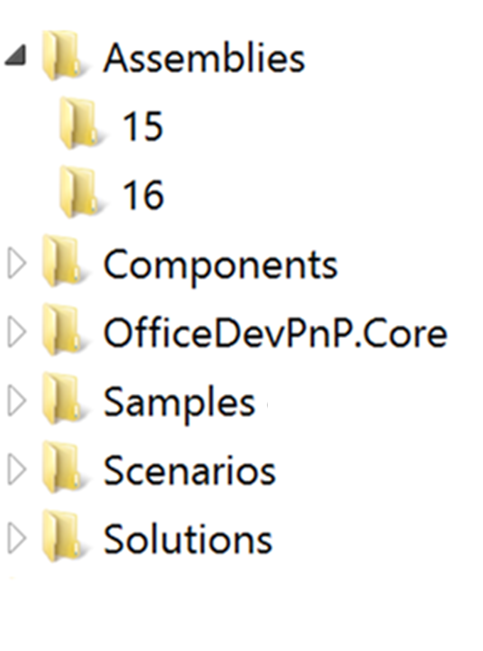 Assemblies
15
16
Components
OfficeDevPnP.Core
Samples
Scenarios
Solutions